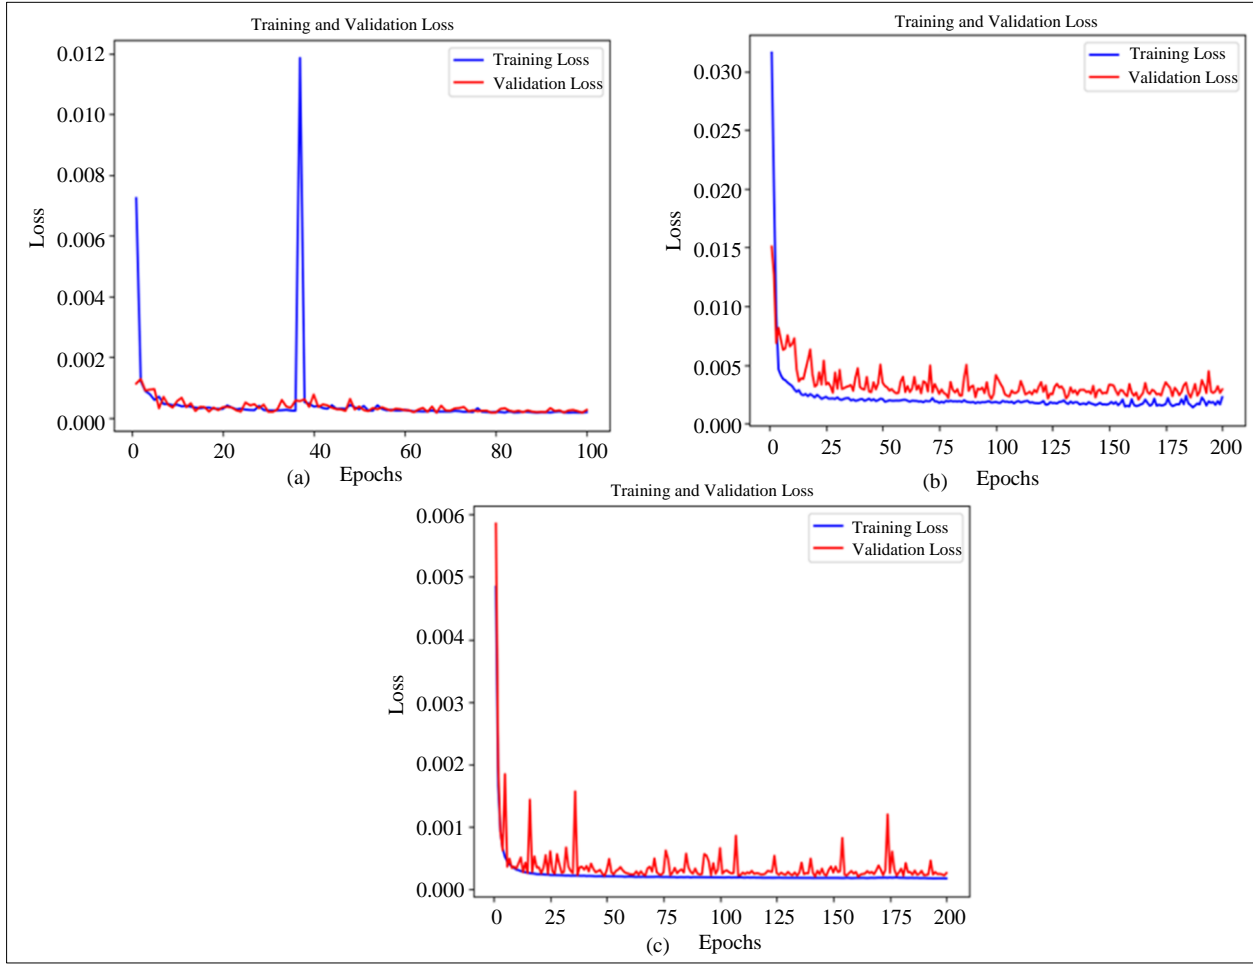 Training and Validation Loss
Training Loss
Validation Loss
0.012
0.010
0.008
0.006
0.004
0.002
0.000
Loss
0 20 40 60 80 100
(a) Epochs
Training and Validation Loss
Training Loss
Validation Loss
0.030
0.025
0.020
0.015
0.010
0.005
0.000
Loss
0 25 50 75 100 125 150 175 200
(b) Epochs
Training and Validation Loss
Training Loss
Validation Loss
0.006
0.005
0.004
0.003
0.002
0.001
0.000
Loss
0 25 50 75 100 125 150 175 200
(c) Epochs